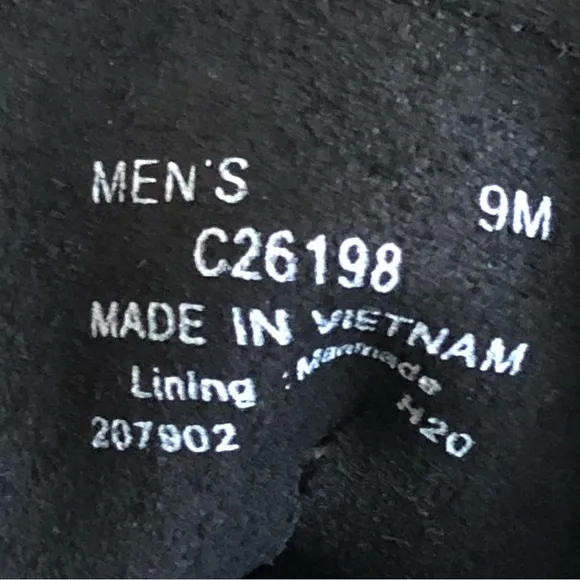 MEN'S 9M
C26198
MADE IN VIETNAM
Lining : Manmade
207902 H20